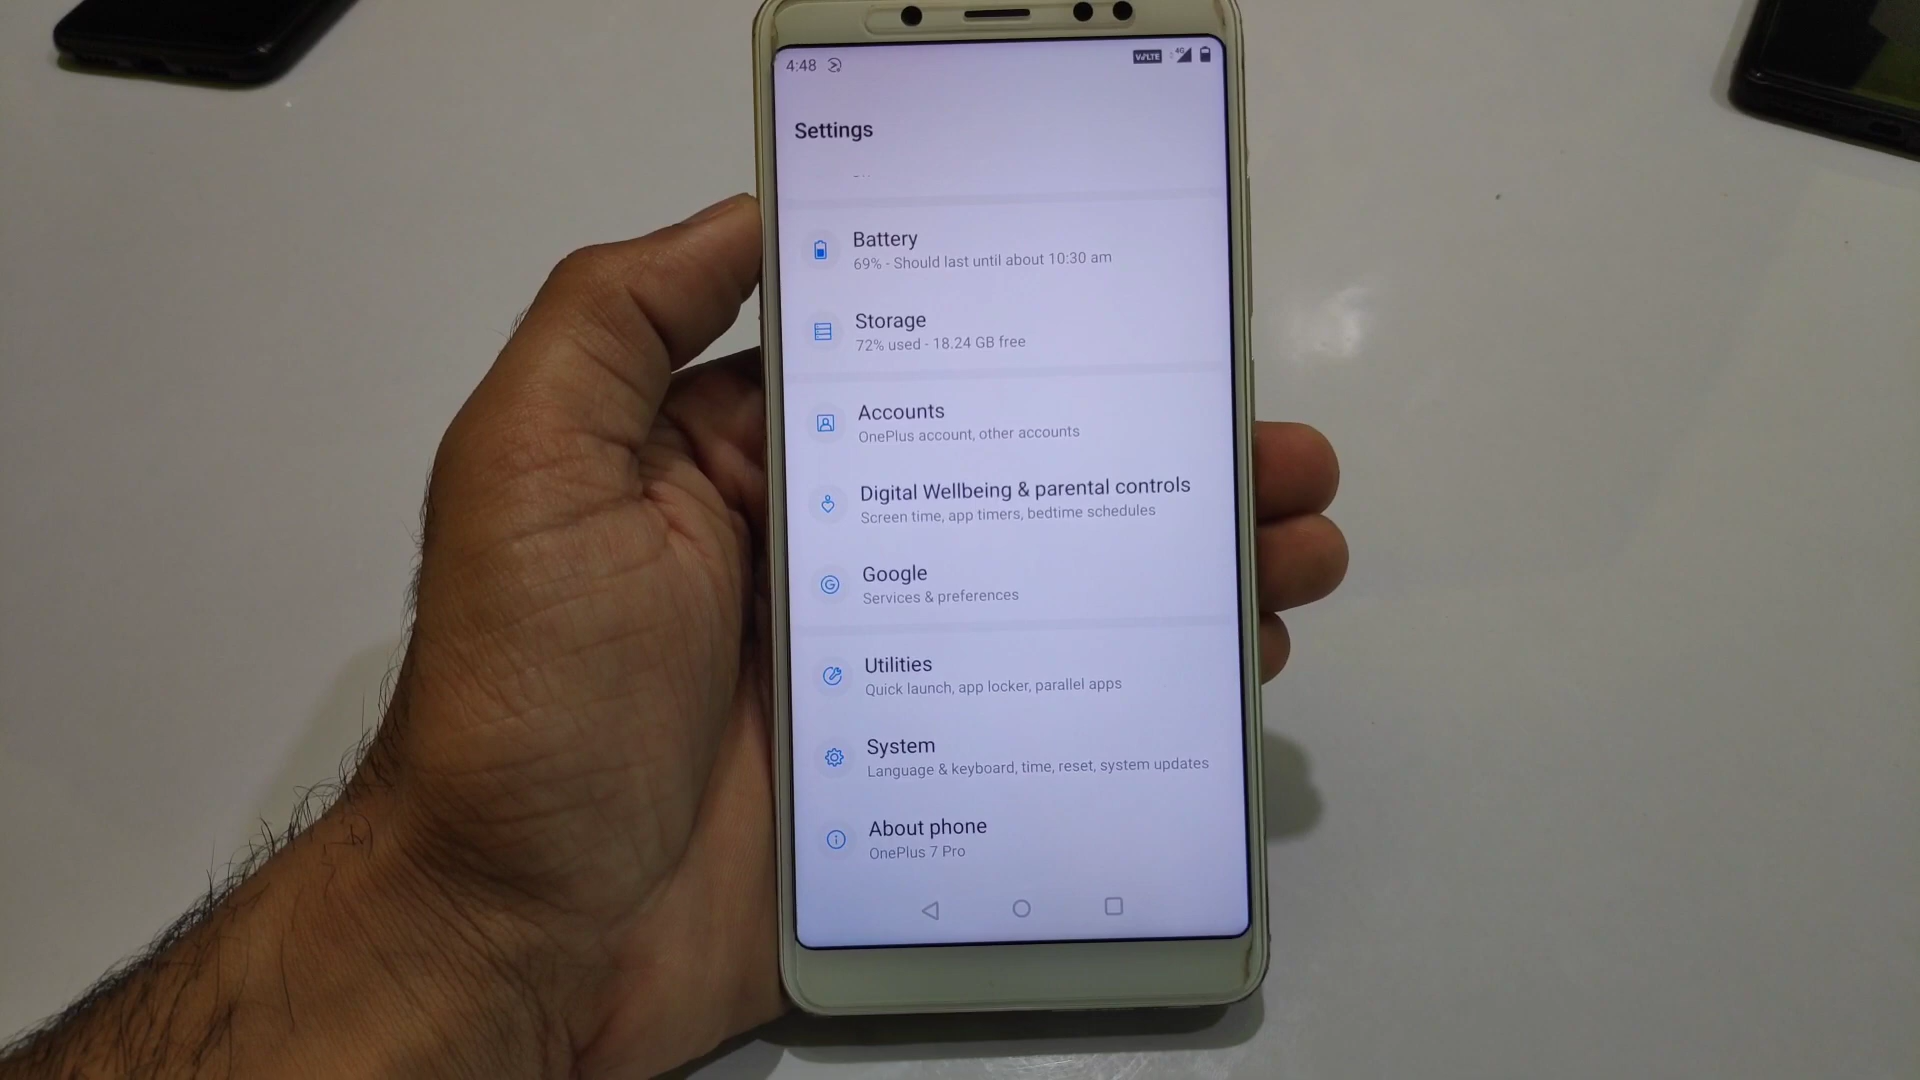 4:48
VoLTE 4G
Settings
Battery
69% - Should last until about 10:30 am
Storage
72% used - 18.24 GB free
Accounts
OnePlus account, other accounts
Digital Wellbeing & parental controls
Screen time, app timers, bedtime schedules
Google
Services & preferences
Utilities
Quick launch, app locker, parallel apps
System
Language & keyboard, time, reset, system updates
About phone
OnePlus 7 Pro